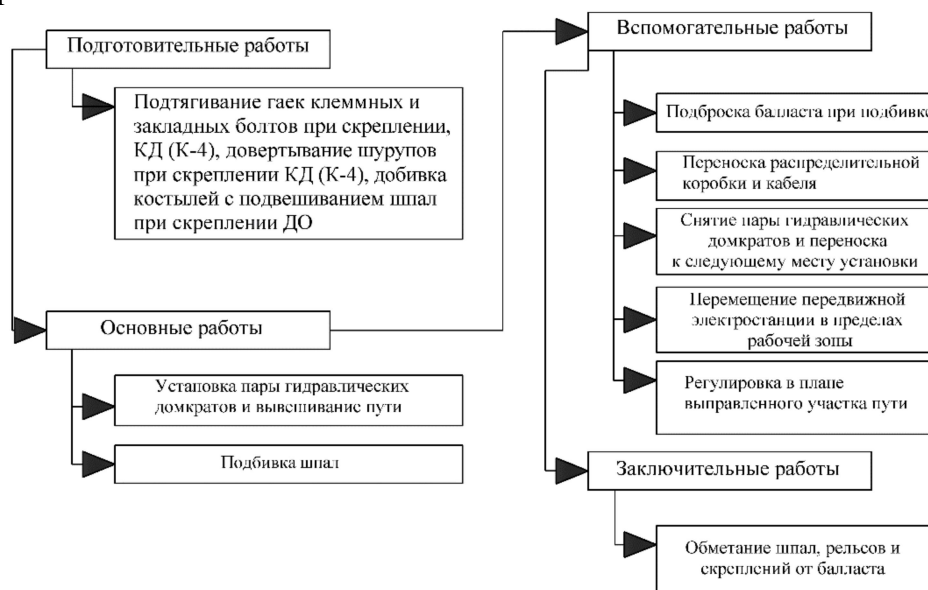 Подготовительные работы
Подтягивание гаек клеммных и
закладных болтов при скреплении,
КД (К-4), довертывание шурупов
при скреплении КД (К-4), добивка
костылей с подвешиванием шпал
при скреплении ДО
Основные работы
Установка пары гидравлических
домкратов и вывешивание пути
Подбивка шпал
Вспомогательные работы
Подброска балласта при подбивке
Переноска распределительной
коробки и кабеля
Снятие пары гидравлических
домкратов и переноска
к следующему месту установки
Перемещение передвижной
электростанции в пределах
рабочей зоны
Регулировка в плане
выправленного участка пути
Заключительные работы
Обметание шпал, рельсов и
скреплений от балласта